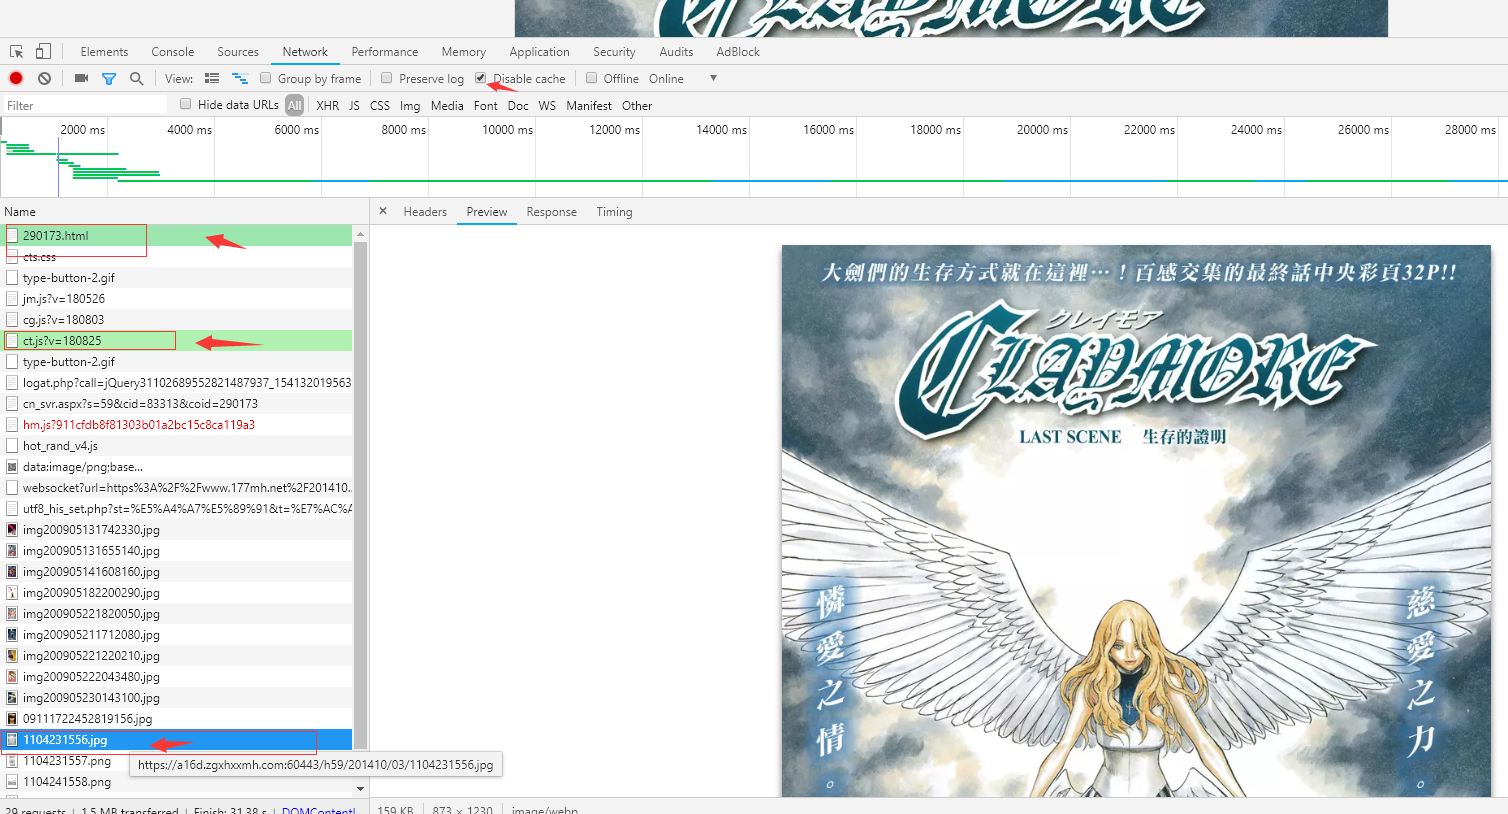 CLAYMORE
Elements Console Sources Network Performance Memory Application Security Audits AdBlock
View: Group by frame Preserve log Disable cache Offline Online
Filter Hide data URLs All XHR JS CSS Img Media Font Doc WS Manifest Other
2000 ms 4000 ms 6000 ms 8000 ms 10000 ms 12000 ms 14000 ms 16000 ms 18000 ms 20000 ms 22000 ms 24000 ms 26000 ms 28000 ms
Name
× Headers Preview Response Timing
290173.html
cts.css
type-button-2.gif
jm.js?v=180526
cg.js?v=180803
ct.js?v=180825
type-button-2.gif
logat.php?call=jQuery31102689552821487937_154132019563
cn_svr.aspx?s=59&cid=83313&coid=290173
hm.js?911cfdb8f81303b01a2bc15c8ca119a3
hot_rand_v4.js
data:image/png;base...
websocket?url=https%3A%2F%2Fwww.177mh.net%2F201410.
utf8_his_set.php?st=%E5%A4%A7%E5%89%91&t=%E7%AC%A
img200905131742330.jpg
img200905131655140.jpg
img200905141608160.jpg
img200905182200290.jpg
img200905221820050.jpg
img200905211712080.jpg
img200905221220210.jpg
img200905222043480.jpg
img200905230143100.jpg
09111722452819156.jpg
1104231556.jpg
1104231557.png
https://a16d.zgxhxxmh.com:60443/h59/201410/03/1104231556.jpg
1104241558.png
29 requests | 1.5 MB transferred | Finish: 31.38 s | DOMContentL
大劍們的生存方式就在這裡…！百感交集的最終話中央彩頁32P!!
クレイモア
CLAYMORE
LAST SCENE 生存的證明
慈愛之力。
憐愛之情。
159 KB 873 × 1230 image/webp